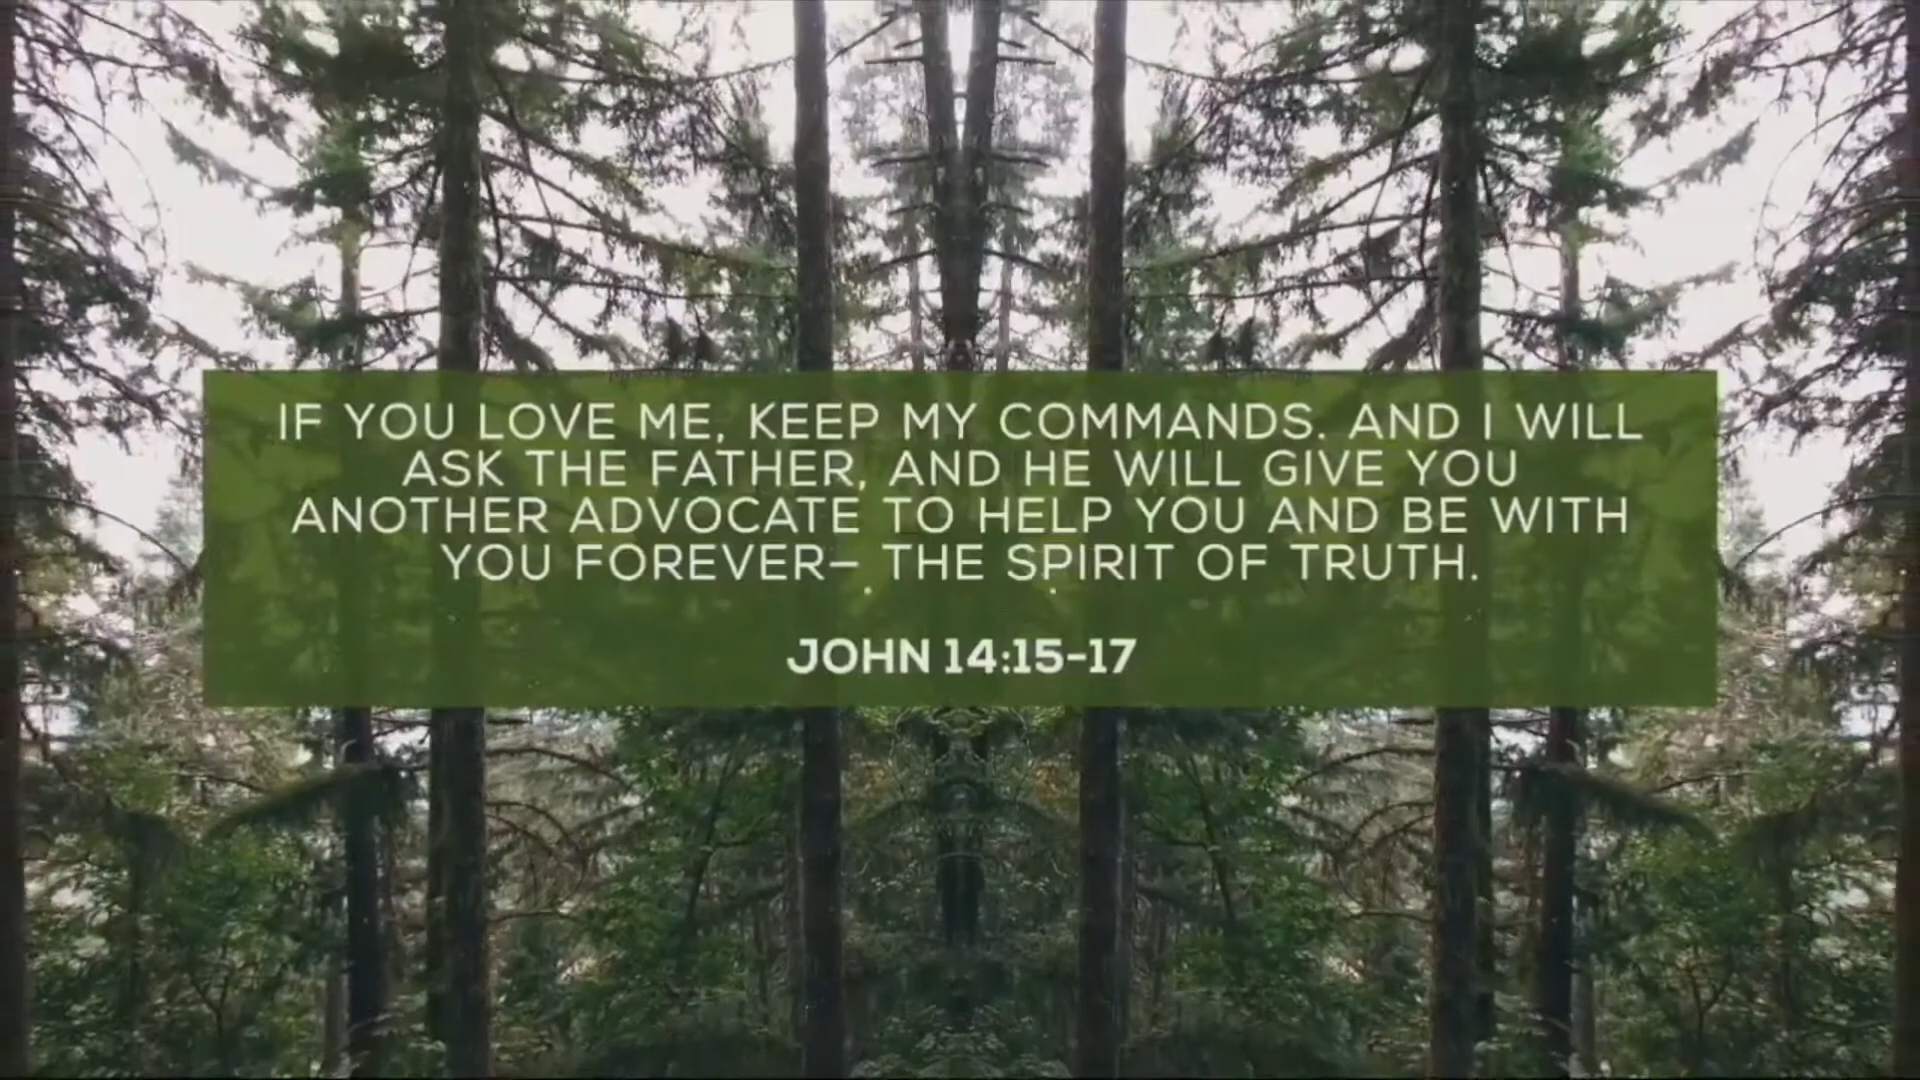 IF YOU LOVE ME, KEEP MY COMMANDS. AND I WILL
ASK THE FATHER, AND HE WILL GIVE YOU
ANOTHER ADVOCATE TO HELP YOU AND BE WITH
YOU FOREVER– THE SPIRIT OF TRUTH.
JOHN 14:15-17